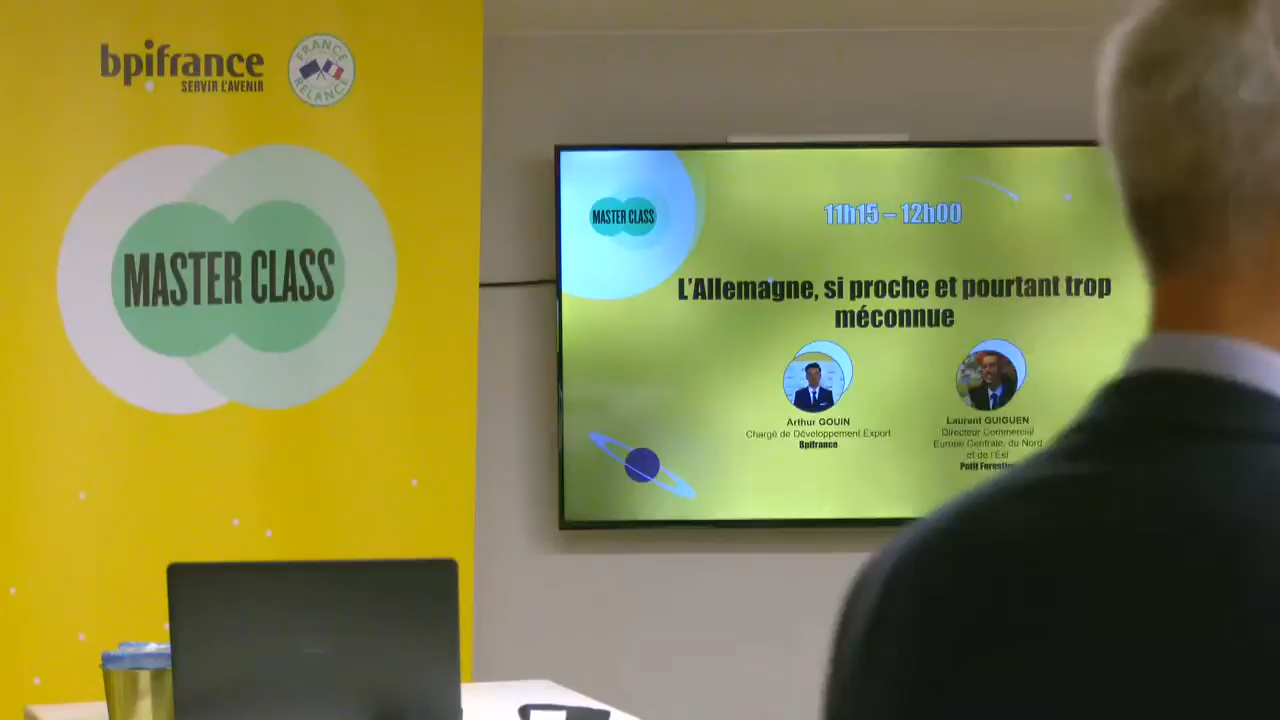 bpifrance
SERVIR L'AVENIR
FRANCE
RELANCE
MASTER CLASS
MASTER CLASS
11h15 – 12h00
L'Allemagne, si proche et pourtant trop
méconnue
Arthur GOUIN
Chargé de Développement Export
Bpifrance
Laurent GUIGUEN
Directeur Commercial
Europe Centrale, du Nord
et de l'Est
Petit